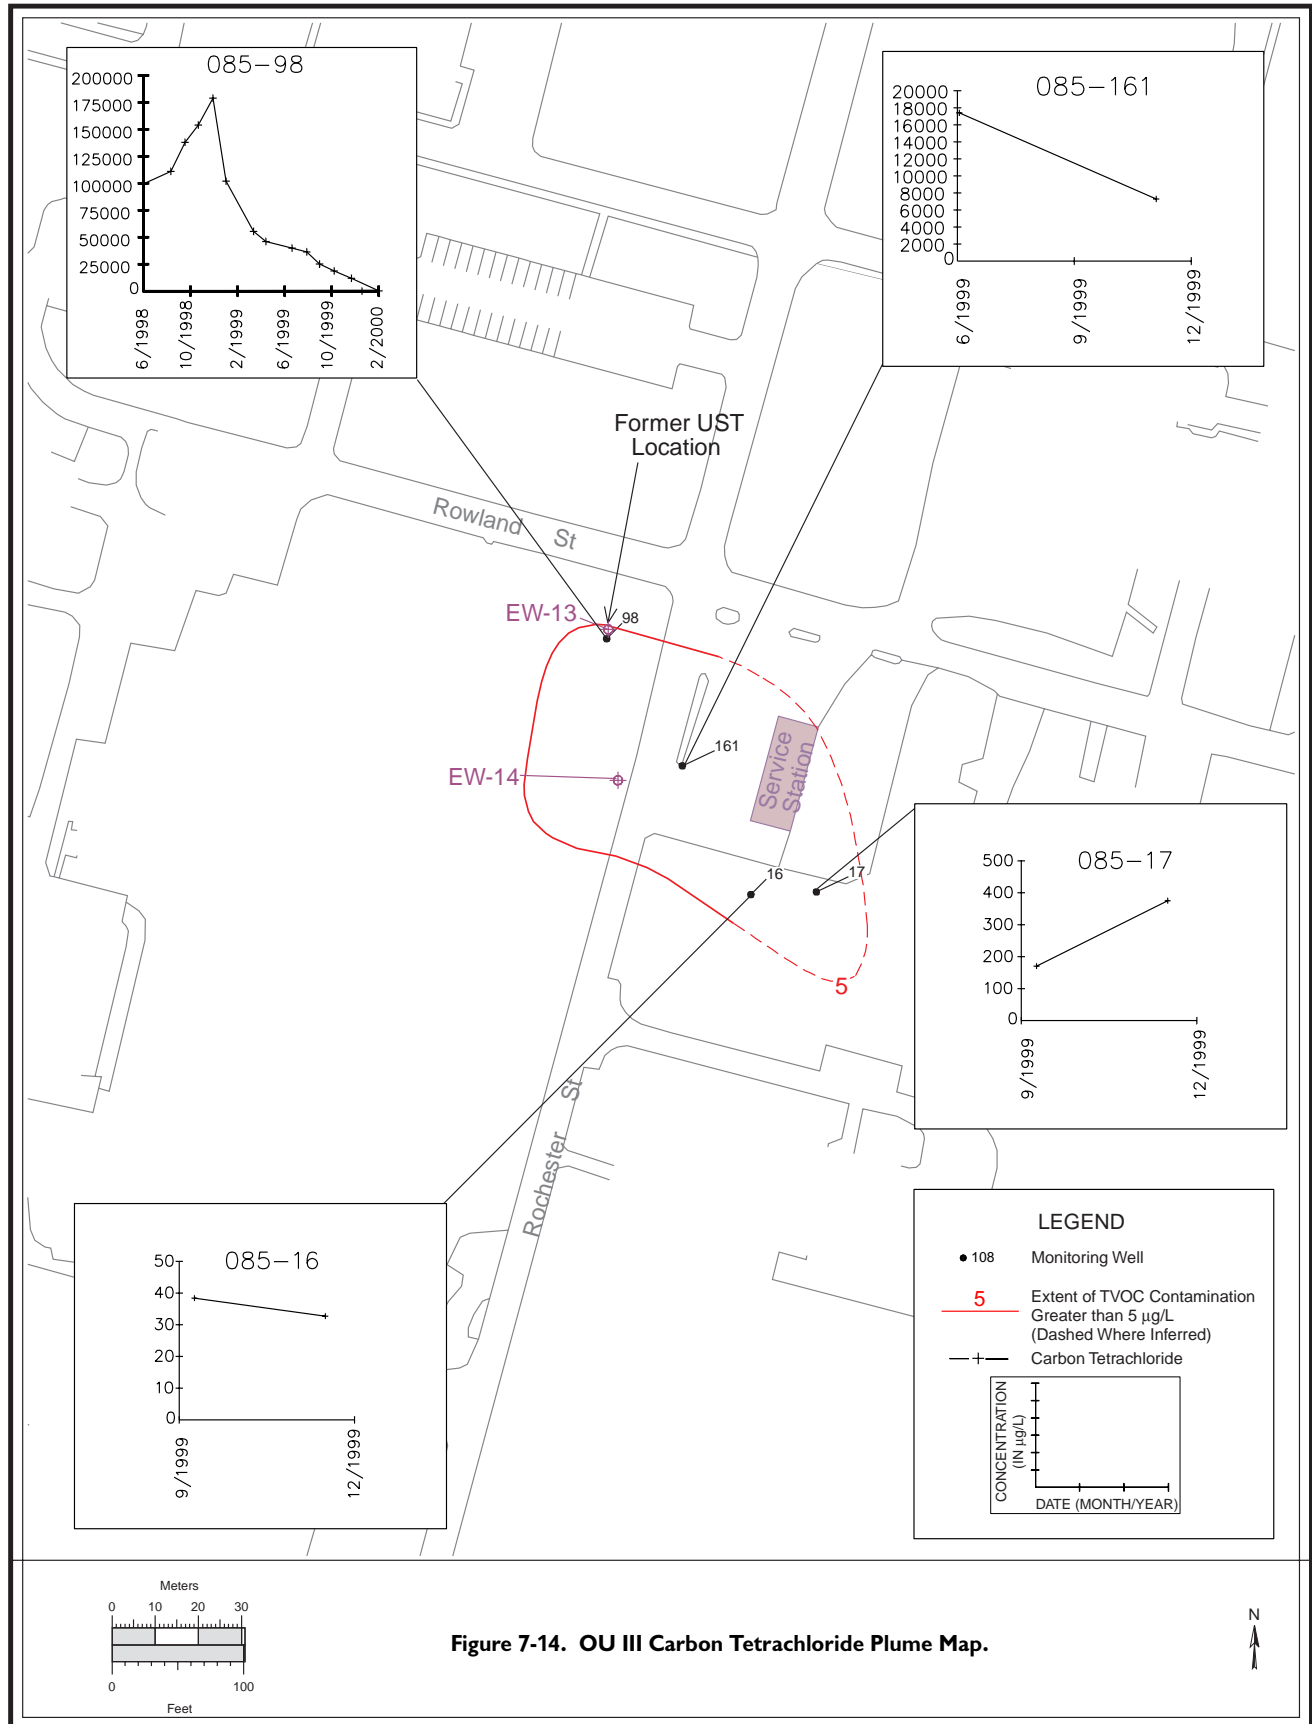 085-98
200000
175000
150000
125000
100000
75000
50000
25000
0
6/1998
10/1998
2/1999
6/1999
10/1999
2/2000
085-161
20000
18000
16000
14000
12000
10000
8000
6000
4000
2000
0
6/1999
9/1999
12/1999
Former UST
Location
Rowland St
EW-13
98
161
EW-14
Service
Station
16
17
5
085-17
500
400
300
200
100
0
9/1999
12/1999
Rochester St
085-16
50
40
30
20
10
0
9/1999
12/1999
LEGEND
108 Monitoring Well
5 Extent of TVOC Contamination
Greater than 5 µg/L
(Dashed Where Inferred)
Carbon Tetrachloride
CONCENTRATION
(IN µg/L)
DATE (MONTH/YEAR)
Meters
0 10 20 30
0 100
Feet
Figure 7-14. OU III Carbon Tetrachloride Plume Map.
N